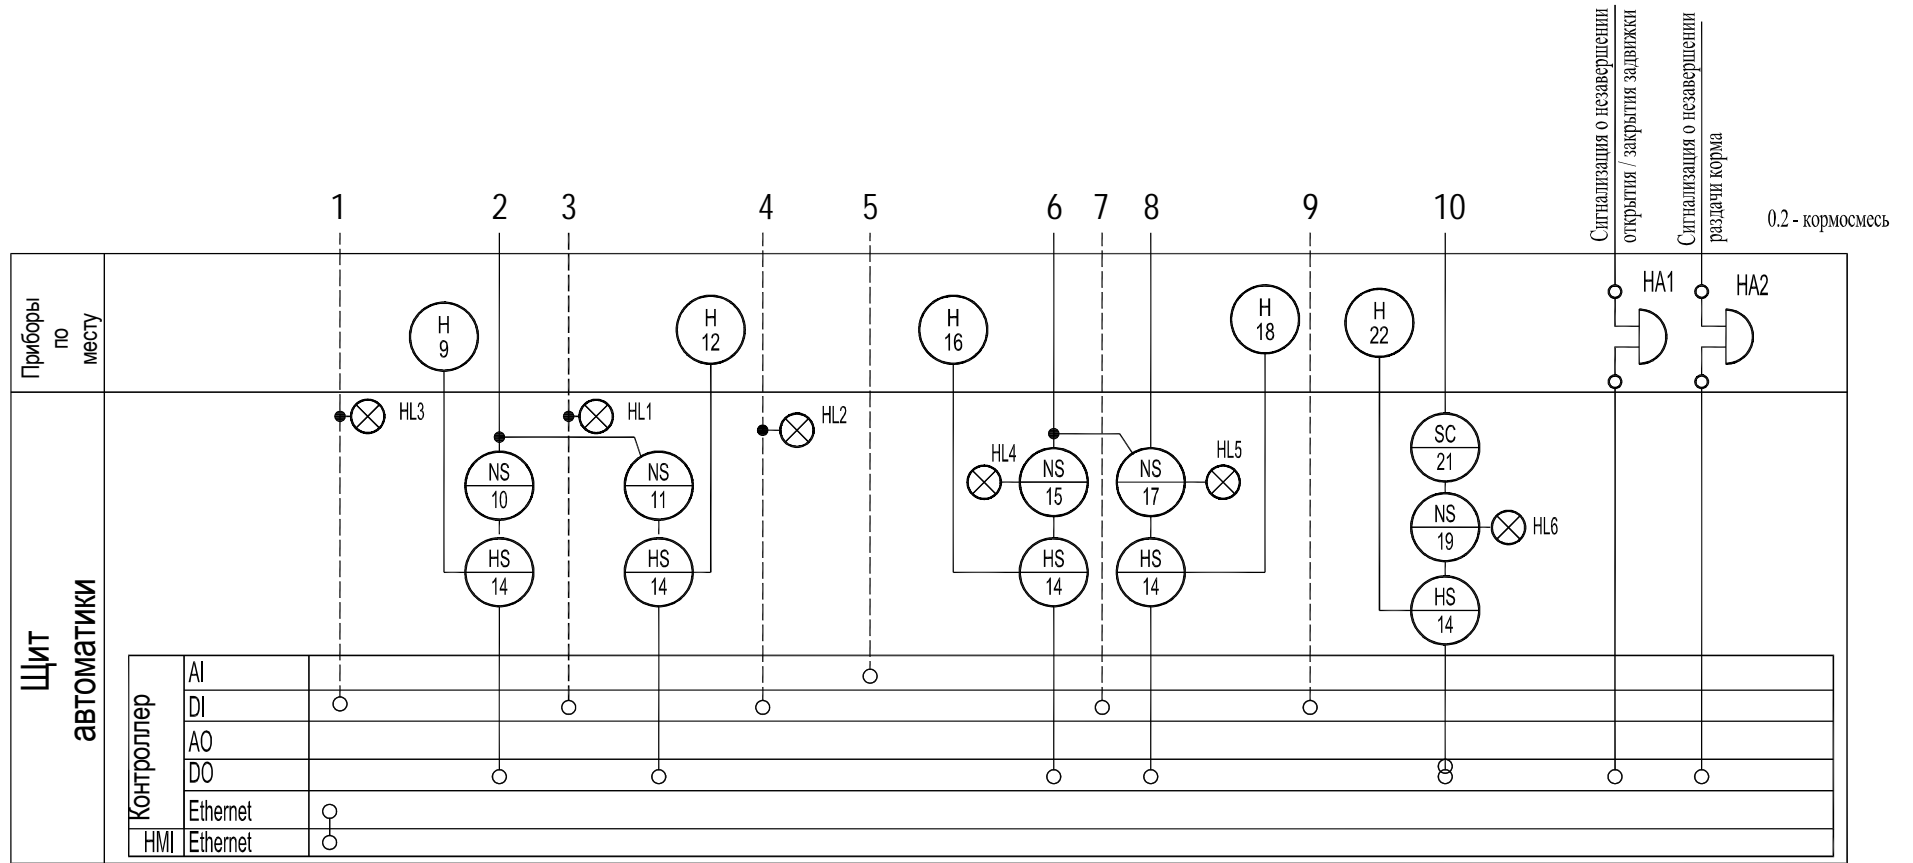 Сигнализация о незавершении
открытия / закрытия задвижки
Сигнализация о незавершении
раздачи корма
0.2 - кормосмесь
1
2
3
4
5
6
7
8
9
10
Приборы
по
месту
H
9
H
12
H
16
H
18
H
22
HA1
HA2
Щит
автоматики
HL3
HL1
HL2
NS
10
NS
11
HS
14
HS
14
HL4
NS
15
NS
17
HL5
HS
14
HS
14
SC
21
NS
19
HL6
HS
14
Контроллер
AI
DI
AO
DO
Ethernet
HMI
Ethernet